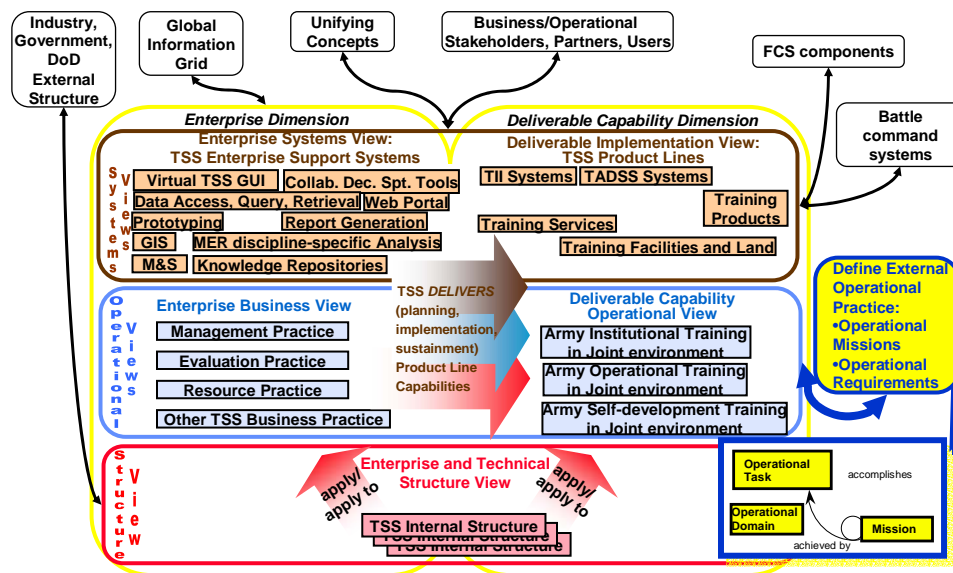 Industry,
Government,
DoD
External
Structure
Global
Information
Grid
Unifying
Concepts
Business/Operational
Stakeholders, Partners, Users
FCS components
Battle
command
systems
Enterprise Dimension
Deliverable Capability Dimension
Systems
Views
Enterprise Systems View:
TSS Enterprise Support Systems
Virtual TSS GUI
Collab. Dec. Spt. Tools
Data Access, Query, Retrieval
Web Portal
Prototyping
Report Generation
GIS
MER discipline-specific Analysis
M&S
Knowledge Repositories
Deliverable Implementation View:
TSS Product Lines
TII Systems
TADSS Systems
Training
Products
Training Services
Training Facilities and Land
Operational
Views
Enterprise Business View
Management Practice
Evaluation Practice
Resource Practice
Other TSS Business Practice
TSS DELIVERS
(planning,
implementation,
sustainment)
Product Line
Capabilities
Deliverable Capability
Operational View
Army Institutional Training
in Joint environment
Army Operational Training
in Joint environment
Army Self-development Training
in Joint environment
Define External
Operational
Practice:
•Operational
Missions
•Operational
Requirements
Structure
View
Enterprise and Technical
Structure View
apply/
apply to
apply/
apply to
TSS Internal Structure
TSS Internal Structure
TSS Internal Structure
Operational
Task
accomplishes
Operational
Domain
Mission
achieved by